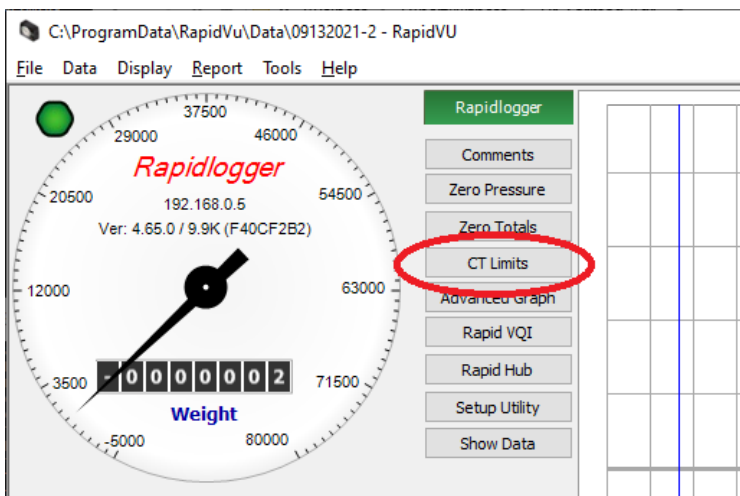 C:\ProgramData\RapidVu\Data\09132021-2 - RapidVU
File Data Display Report Tools Help
37500
29000 46000
Rapidlogger
20500 54500
192.168.0.5
Ver: 4.65.0 / 9.9K (F40CF2B2)
12000 63000
3500 71500
-0000002
Weight
-5000 80000
Rapidlogger
Comments
Zero Pressure
Zero Totals
CT Limits
Advanced Graph
Rapid VQI
Rapid Hub
Setup Utility
Show Data